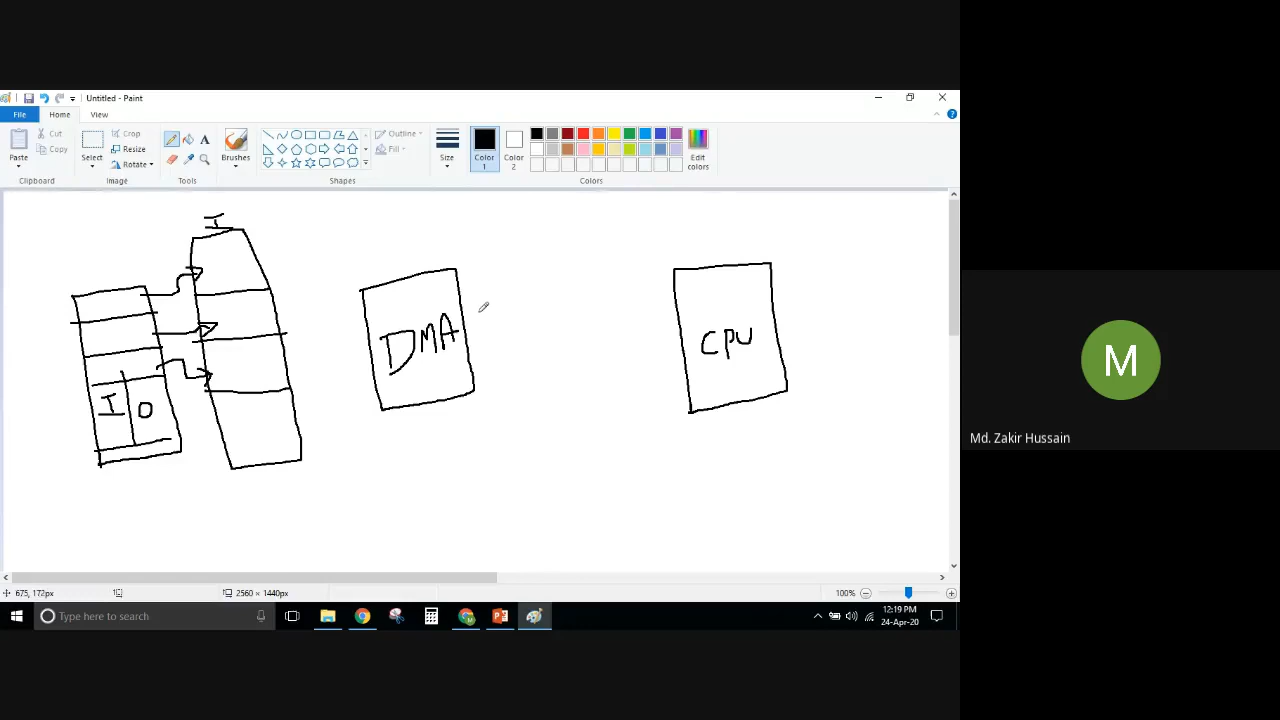 Untitled - Paint
File Home View
Cut
Copy
Paste
Clipboard
Crop
Resize
Rotate
Select
Image
Tools
Brushes
Outline
Fill
Shapes
Size
Color 1
Color 2
Edit colors
Colors
I
I O
DMA
CPU
Md. Zakir Hussain
M
675, 172px
2560 × 1440px
100%
Type here to search
12:19 PM
24-Apr-20